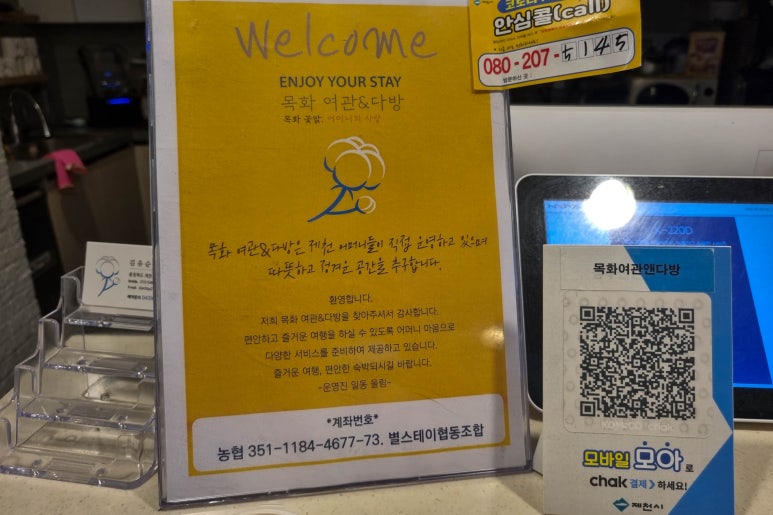 Welcome
ENJOY YOUR STAY
목화 여관&다방
목화 꽃말: 어머니의 사랑
목화 여관&다방은 제천 어머니들이 직접 운영하고 있으며
따뜻하고 정겨운 공간을 추구합니다.
환영합니다.
저희 목화 여관&다방을 찾아주셔서 감사합니다.
편안하고 즐거운 여행을 하실 수 있도록 어머니 마음으로
다양한 서비스를 준비하여 제공하고 있습니다.
즐거운 여행, 편안한 숙박되시길 바랍니다.
-운영진 일동 올림-
*계좌번호*
농협 351-1184-4677-73. 별스테이협동조합
안심콜(call)
080-207-5145
김유순
목화여관앤다방
KOMSCO chak
모바일 모아로
chak 결제 하세요!
제천시